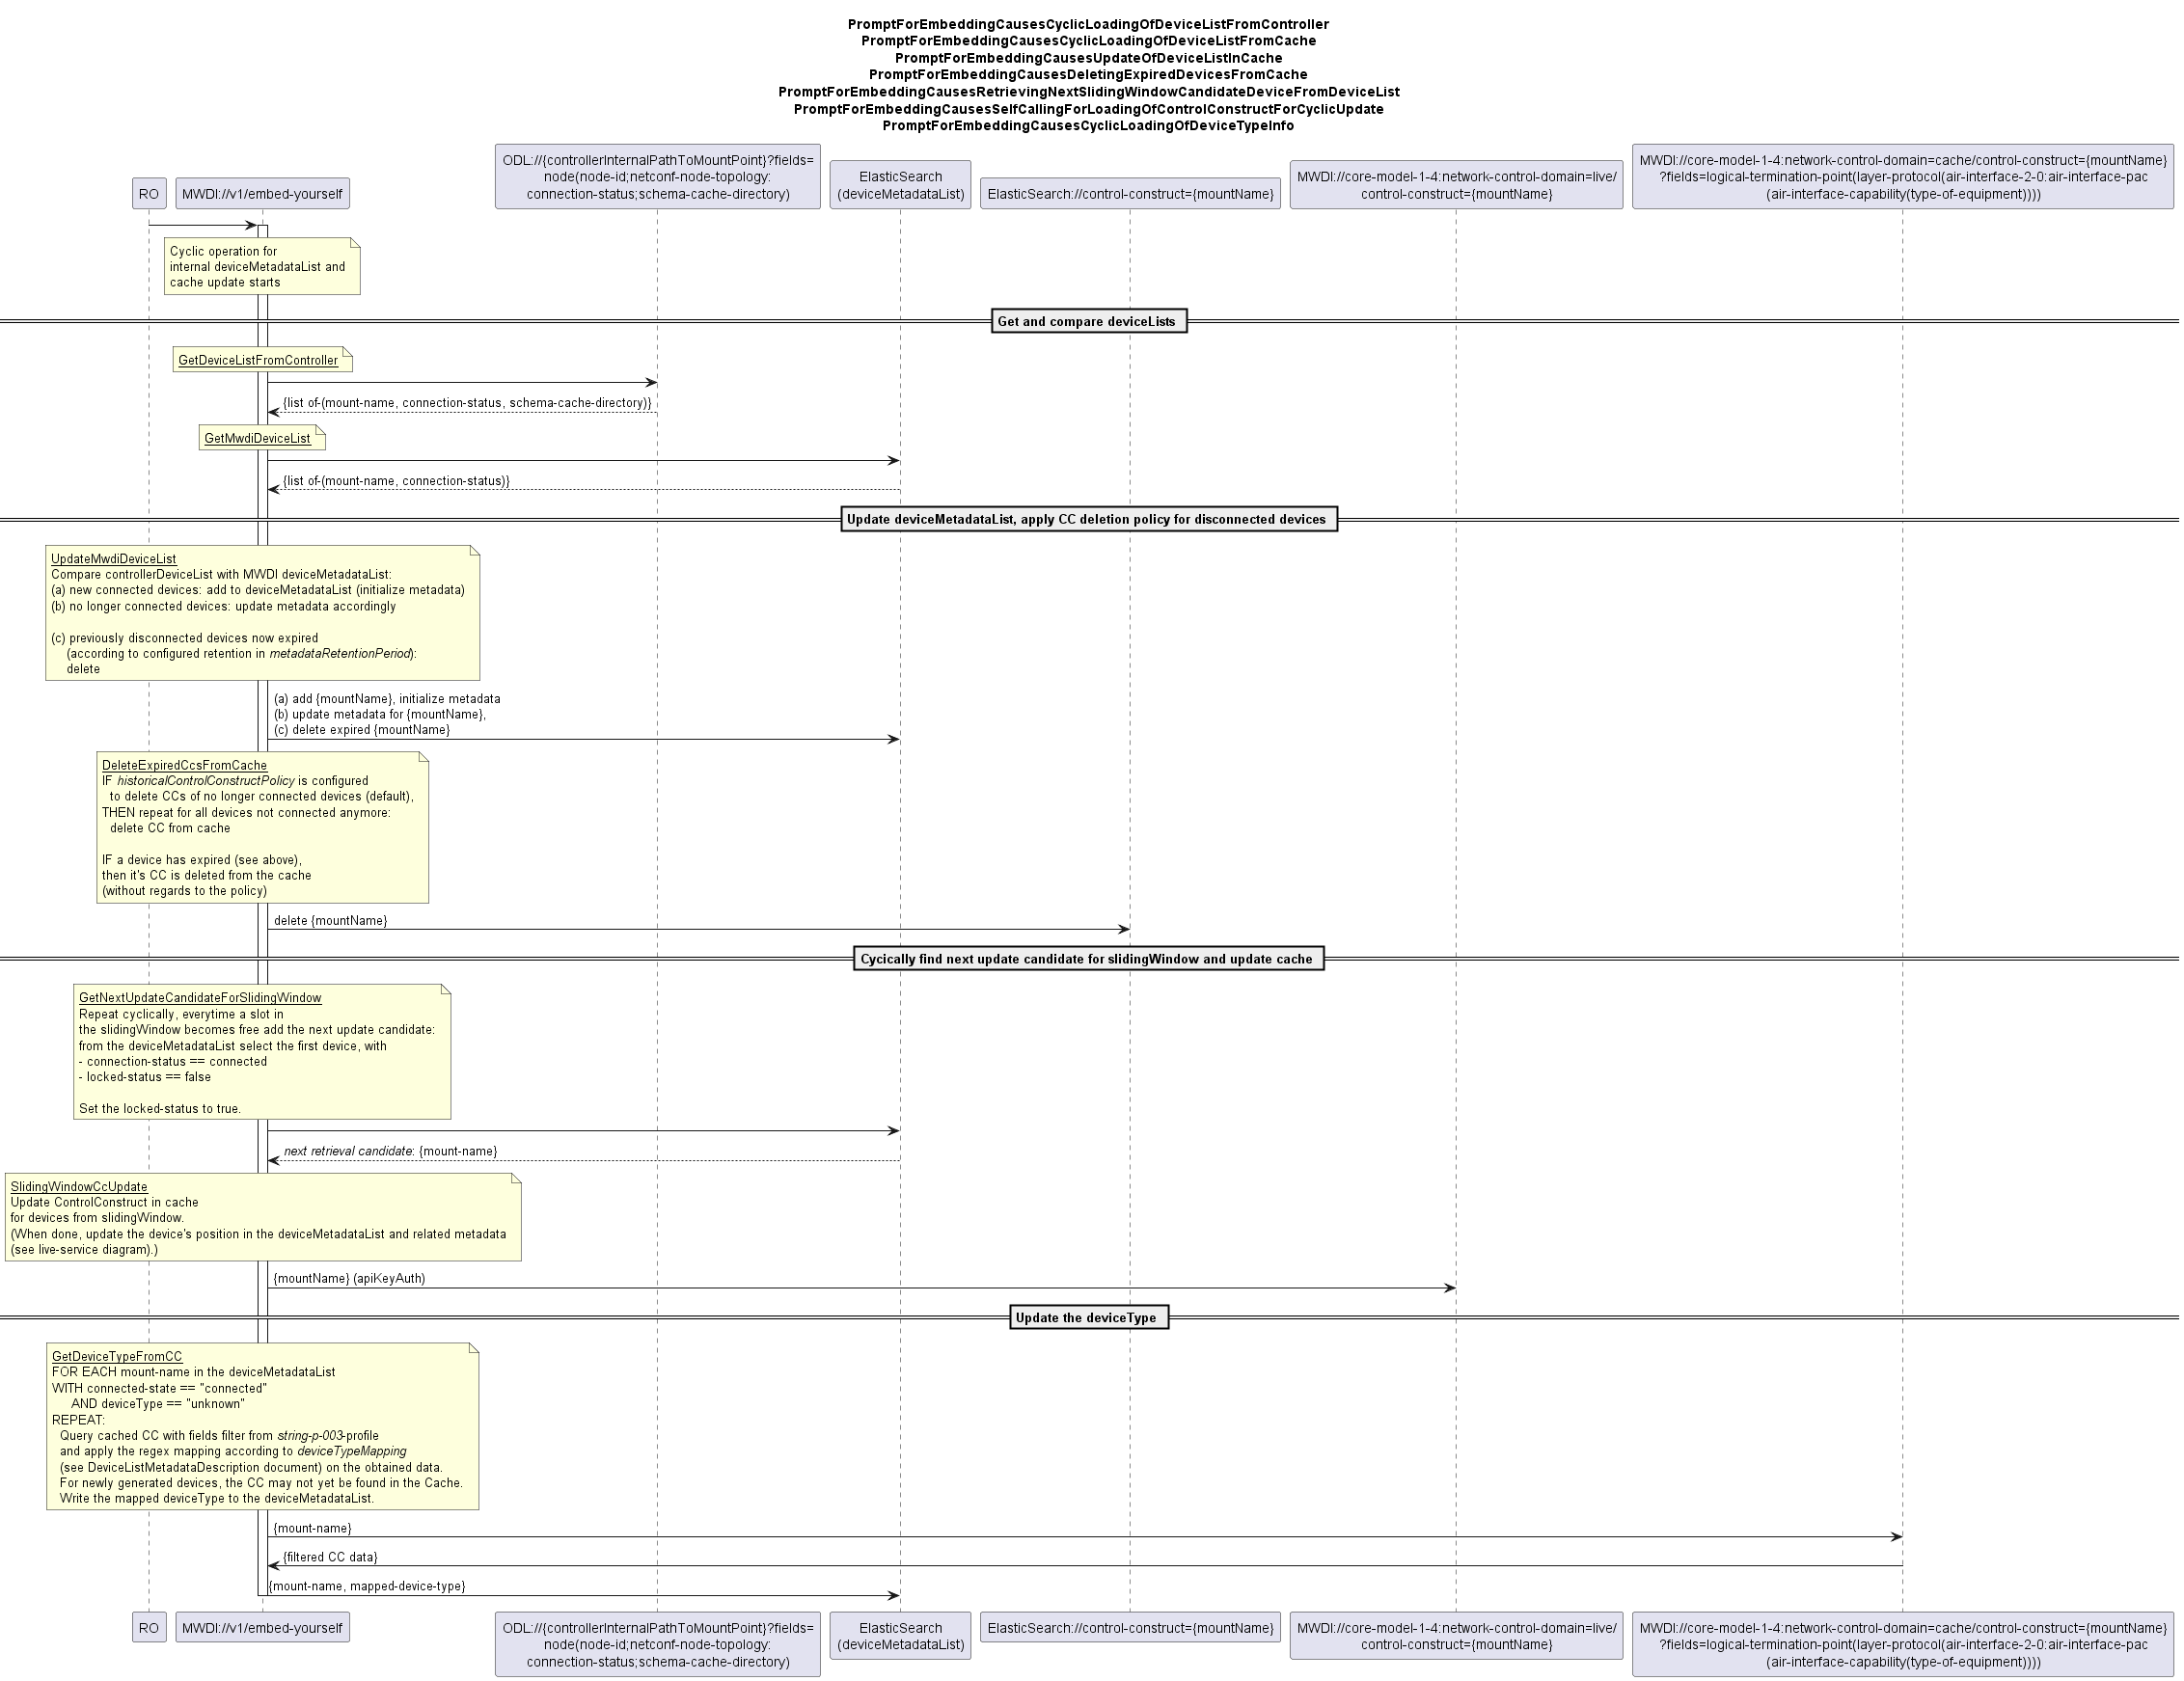 PromptForEmbeddingCausesCyclicLoadingOfDeviceListFromController
PromptForEmbeddingCausesCyclicLoadingOfDeviceListFromCache
PromptForEmbeddingCausesUpdateOfDeviceListInCache
PromptForEmbeddingCausesDeletingExpiredDevicesFromCache
PromptForEmbeddingCausesRetrievingNextSlidingWindowCandidateDeviceFromDeviceList
PromptForEmbeddingCausesSelfCallingForLoadingOfControlConstructForCyclicUpdate
PromptForEmbeddingCausesCyclicLoadingOfDeviceTypeInfo
RO
MWDI://v1/embed-yourself
ODL://{controllerInternalPathToMountPoint}?fields=
node(node-id;netconf-node-topology:
connection-status;schema-cache-directory)
ElasticSearch
(deviceMetadataList)
ElasticSearch://control-construct={mountName}
MWDI://core-model-1-4:network-control-domain=live/
control-construct={mountName}
MWDI://core-model-1-4:network-control-domain=cache/control-construct={mountName}
?fields=logical-termination-point(layer-protocol(air-interface-2-0:air-interface-pac
(air-interface-capability(type-of-equipment))))
Cyclic operation for
internal deviceMetadataList and
cache update starts
Get and compare deviceLists
GetDeviceListFromController
{list of-(mount-name, connection-status, schema-cache-directory)}
GetMwdiDeviceList
{list of-(mount-name, connection-status)}
Update deviceMetadataList, apply CC deletion policy for disconnected devices
UpdateMwdiDeviceList
Compare controllerDeviceList with MWDI deviceMetadataList:
(a) new connected devices: add to deviceMetadataList (initialize metadata)
(b) no longer connected devices: update metadata accordingly
(c) previously disconnected devices now expired
(according to configured retention in metadataRetentionPeriod):
delete
(a) add {mountName}, initialize metadata
(b) update metadata for {mountName},
(c) delete expired {mountName}
DeleteExpiredCcsFromCache
IF historicalControlConstructPolicy is configured
to delete CCs of no longer connected devices (default),
THEN repeat for all devices not connected anymore:
delete CC from cache
IF a device has expired (see above),
then it's CC is deleted from the cache
(without regards to the policy)
delete {mountName}
Cycically find next update candidate for slidingWindow and update cache
GetNextUpdateCandidateForSlidingWindow
Repeat cyclically, everytime a slot in
the slidingWindow becomes free add the next update candidate:
from the deviceMetadataList select the first device, with
- connection-status == connected
- locked-status == false
Set the locked-status to true.
next retrieval candidate: {mount-name}
SlidingWindowCcUpdate
Update ControlConstruct in cache
for devices from slidingWindow.
(When done, update the device's position in the deviceMetadataList and related metadata
(see live-service diagram).)
{mountName} (apiKeyAuth)
Update the deviceType
GetDeviceTypeFromCC
FOR EACH mount-name in the deviceMetadataList
WITH connected-state == "connected"
AND deviceType == "unknown"
REPEAT:
Query cached CC with fields filter from string-p-003-profile
and apply the regex mapping according to deviceTypeMapping
(see DeviceListMetadataDescription document) on the obtained data.
For newly generated devices, the CC may not yet be found in the Cache.
Write the mapped deviceType to the deviceMetadataList.
{mount-name}
{filtered CC data}
{mount-name, mapped-device-type}
RO
MWDI://v1/embed-yourself
ODL://{controllerInternalPathToMountPoint}?fields=
node(node-id;netconf-node-topology:
connection-status;schema-cache-directory)
ElasticSearch
(deviceMetadataList)
ElasticSearch://control-construct={mountName}
MWDI://core-model-1-4:network-control-domain=live/
control-construct={mountName}
MWDI://core-model-1-4:network-control-domain=cache/control-construct={mountName}
?fields=logical-termination-point(layer-protocol(air-interface-2-0:air-interface-pac
(air-interface-capability(type-of-equipment))))